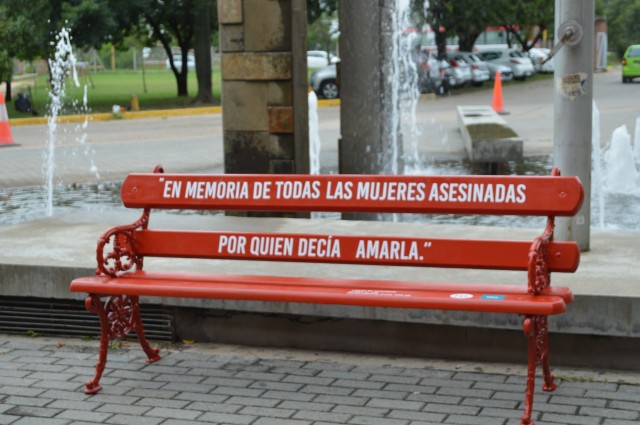 "EN MEMORIA DE TODAS LAS MUJERES ASESINADAS
POR QUIEN DECÍA AMARLA."